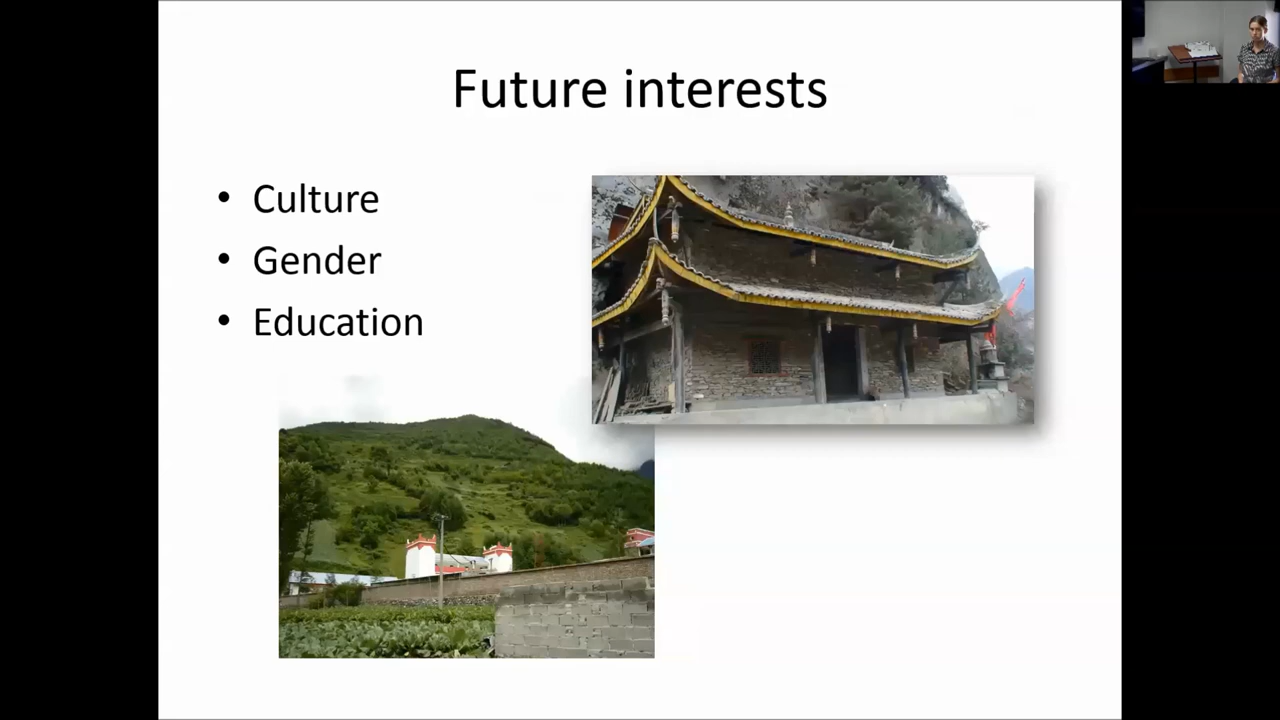 Future interests
• Culture
• Gender
• Education